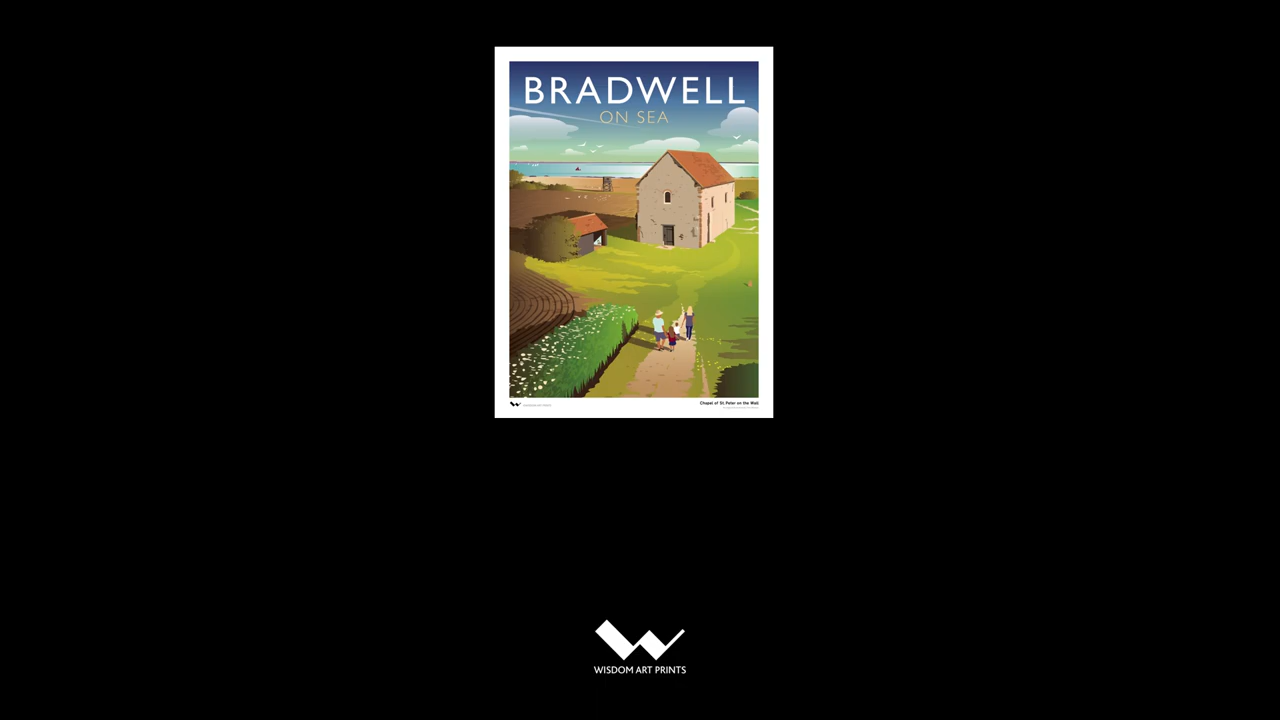 BRADWELL
ON SEA
Chapel of St. Peter on the Wall
WISDOM ART PRINTS